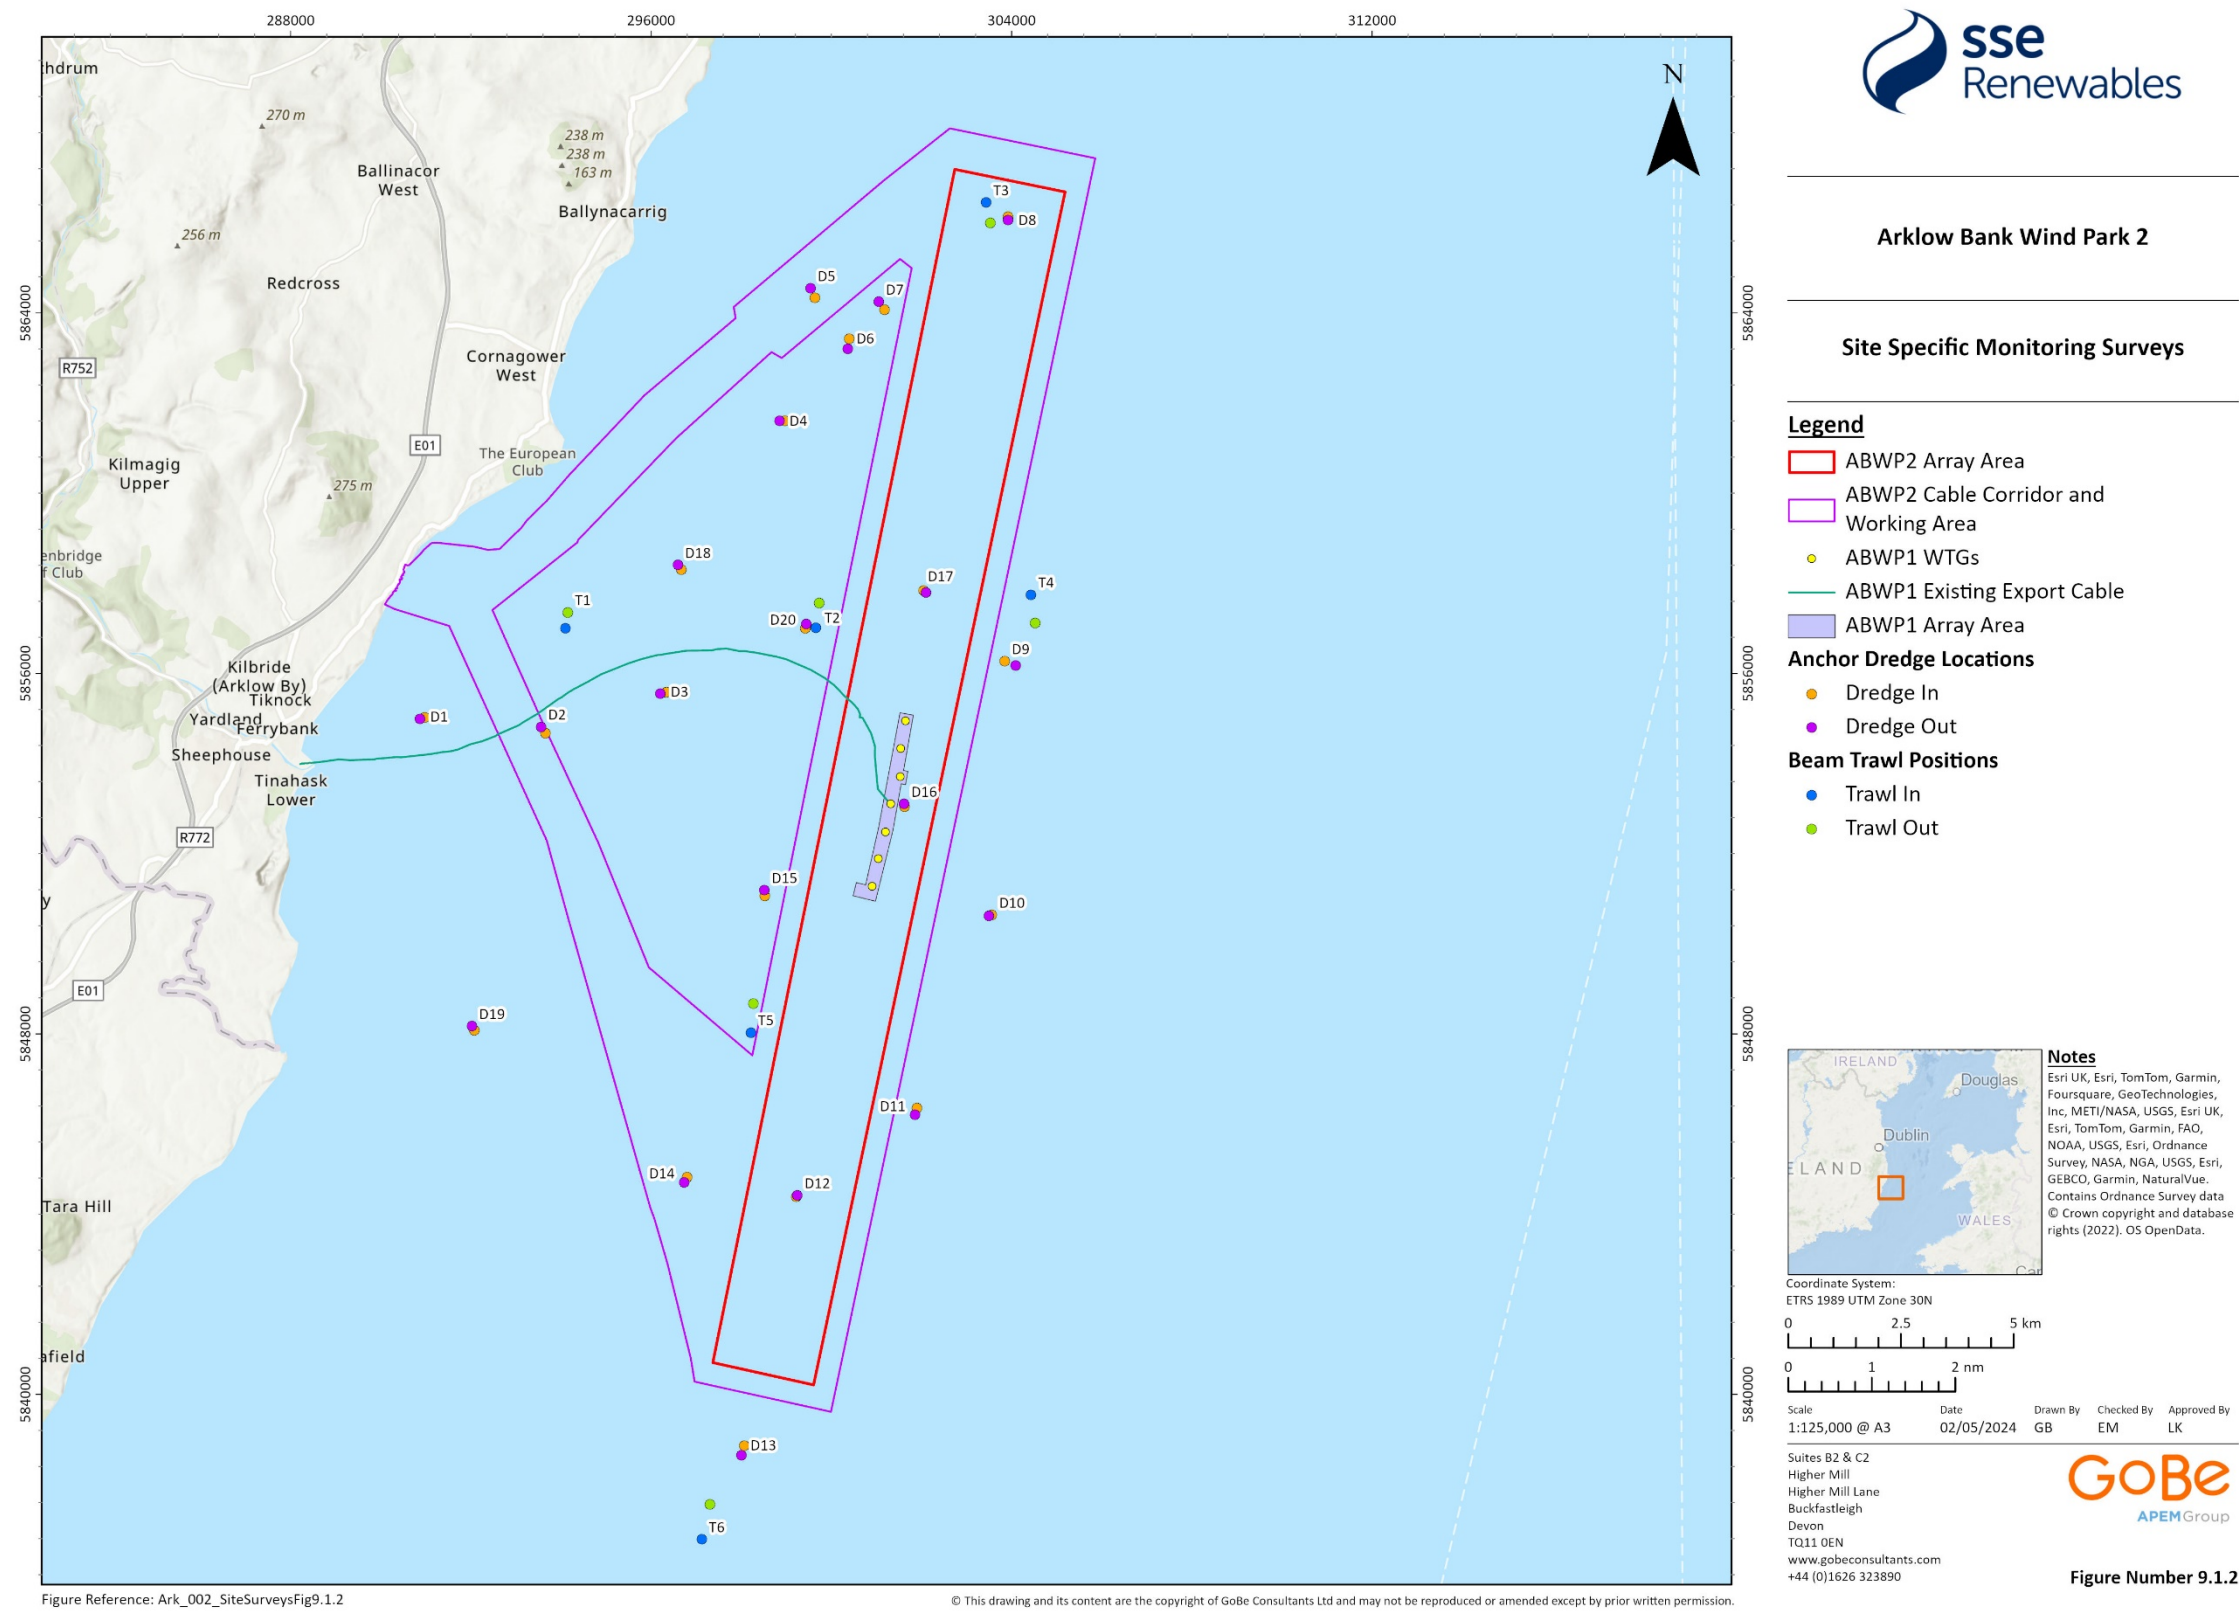 288000
296000
304000
312000
5864000
5856000
5848000
5840000
5864000
5856000
5848000
5840000
thdrum
270 m
238 m
238 m
163 m
Ballinacor
West
Ballynacarrig
256 m
Redcross
R752
Cornagower
West
E01
The European
Club
Kilmagig
Upper
275 m
enbridge
f Club
Kilbride
(Arklow By)
Tiknock
Yardland
Ferrybank
Sheephouse
Tinahask
Lower
R772
y
E01
Tara Hill
afield
N
T3
D8
D5
D7
D6
D4
D18
T1
D17
T4
D20
T2
D9
D3
D1
D2
D16
D15
D10
T5
D19
D11
D14
D12
D13
T6
sse
Renewables
Arklow Bank Wind Park 2
Site Specific Monitoring Surveys
Legend
ABWP2 Array Area
ABWP2 Cable Corridor and
Working Area
ABWP1 WTGs
ABWP1 Existing Export Cable
ABWP1 Array Area
Anchor Dredge Locations
Dredge In
Dredge Out
Beam Trawl Positions
Trawl In
Trawl Out
IRELAND
Douglas
Dublin
ELAND
WALES
Notes
Esri UK, Esri, TomTom, Garmin,
Foursquare, GeoTechnologies,
Inc, METI/NASA, USGS, Esri UK,
Esri, TomTom, Garmin, FAO,
NOAA, USGS, Esri, Ordnance
Survey, NASA, NGA, USGS, Esri,
GEBCO, Garmin, NaturalVue.
Contains Ordnance Survey data
© Crown copyright and database
rights (2022). OS OpenData.
Coordinate System:
ETRS 1989 UTM Zone 30N
0 2.5 5 km
0 1 2 nm
Scale Date Drawn By Checked By Approved By
1:125,000 @ A3 02/05/2024 GB EM LK
Suites B2 & C2
Higher Mill
Higher Mill Lane
Buckfastleigh
Devon
TQ11 0EN
www.gobeconsultants.com
+44 (0)1626 323890
GoBe
APEMGroup
Figure Number 9.1.2
Figure Reference: Ark_002_SiteSurveysFig9.1.2
© This drawing and its content are the copyright of GoBe Consultants Ltd and may not be reproduced or amended except by prior written permission.